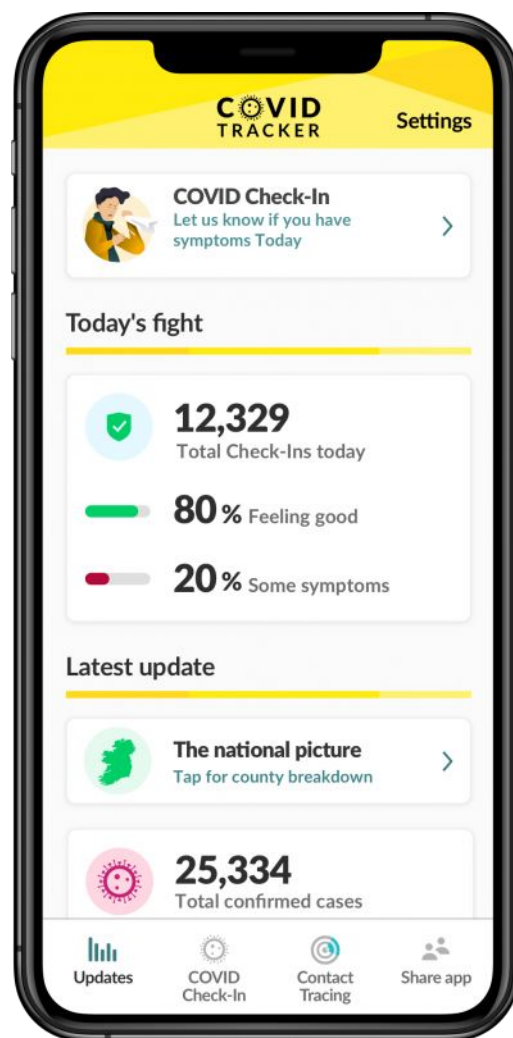 COVID
TRACKER
Settings
COVID Check-In
Let us know if you have
symptoms Today
Today's fight
12,329
Total Check-Ins today
80% Feeling good
20% Some symptoms
Latest update
The national picture
Tap for county breakdown
25,334
Total confirmed cases
Updates
COVID
Check-In
Contact
Tracing
Share app